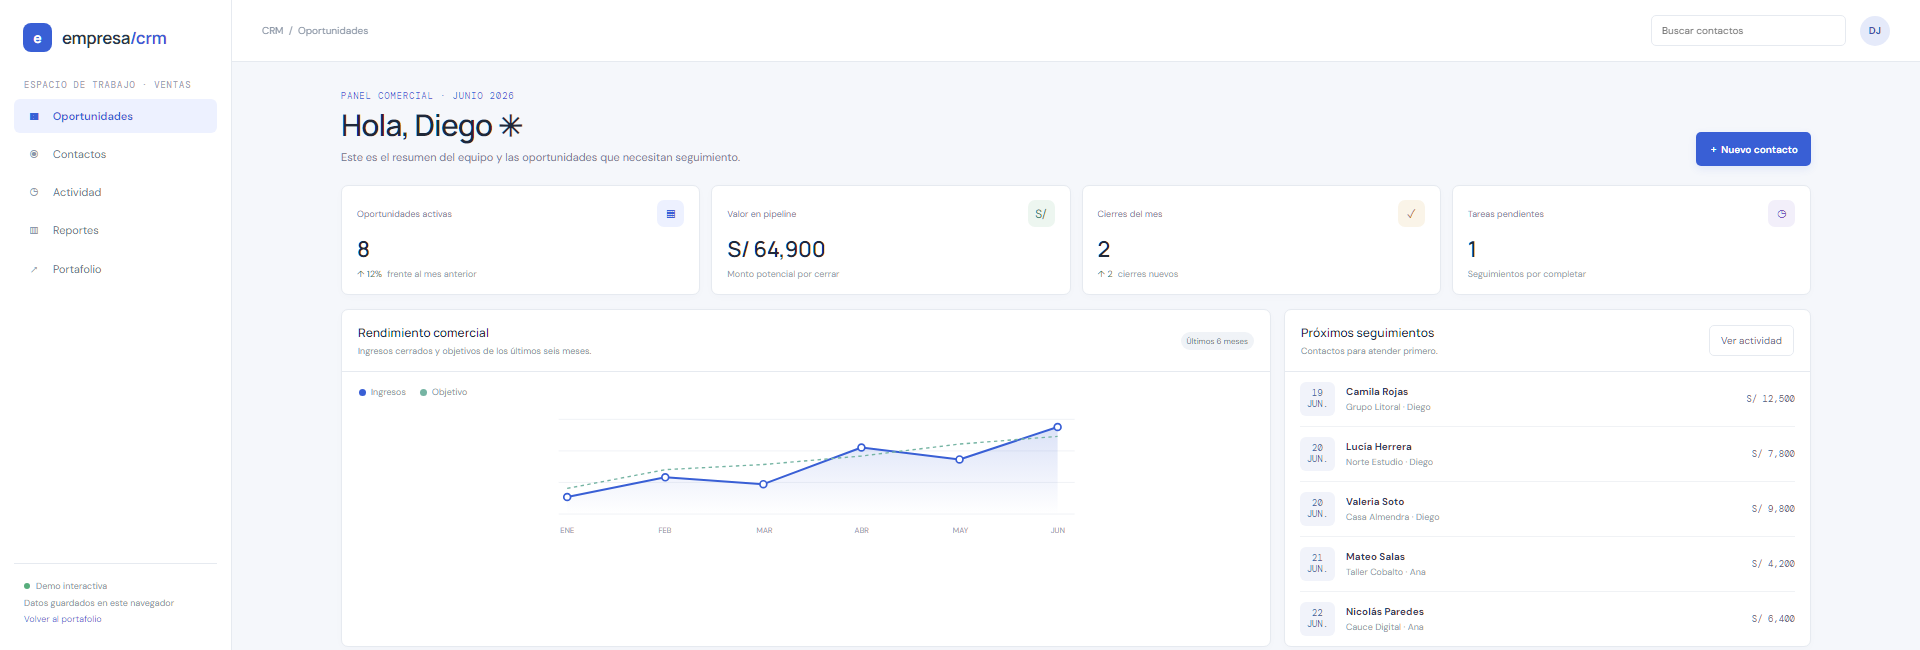 e empresa/crm
ESPACIO DE TRABAJO · VENTAS
Oportunidades
Contactos
Actividad
Reportes
Portafolio
Demo interactiva
Datos guardados en este navegador
Volver al portafolio
CRM / Oportunidades
Buscar contactos
DJ
PANEL COMERCIAL · JUNIO 2026
Hola, Diego ✳
Este es el resumen del equipo y las oportunidades que necesitan seguimiento.
+ Nuevo contacto
Oportunidades activas
8
↑ 12% frente al mes anterior
Valor en pipeline
S/
S/ 64,900
Monto potencial por cerrar
Cierres del mes
✓
2
↑ 2 cierres nuevos
Tareas pendientes
1
Seguimientos por completar
Rendimiento comercial
Ingresos cerrados y objetivos de los últimos seis meses.
Últimos 6 meses
Ingresos
Objetivo
ENE FEB MAR ABR MAY JUN
Próximos seguimientos
Contactos para atender primero.
Ver actividad
19 JUN.
Camila Rojas
Grupo Litoral · Diego
S/ 12,500
20 JUN.
Lucía Herrera
Norte Estudio · Diego
S/ 7,800
20 JUN.
Valeria Soto
Casa Almendra · Diego
S/ 9,800
21 JUN.
Mateo Salas
Taller Cobalto · Ana
S/ 4,200
22 JUN.
Nicolás Paredes
Cauce Digital · Ana
S/ 6,400